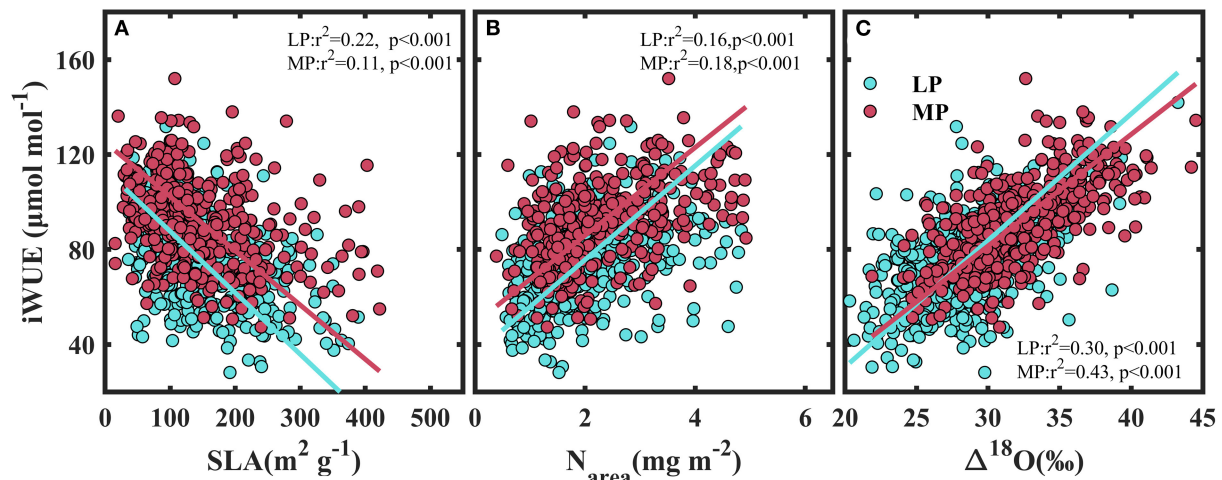 A
LP:r²=0.22, p<0.001
MP:r²=0.11, p<0.001
B
LP:r²=0.16,p<0.001
MP:r²=0.18,p<0.001
C
LP
MP
LP:r²=0.30, p<0.001
MP:r²=0.43, p<0.001
iWUE (μmol mol⁻¹)
160
120
80
40
0 100 200 300 400 500
SLA(m² g⁻¹)
0 2 4 6
N_area(mg m⁻²)
20 25 30 35 40 45
Δ¹⁸O(‰)